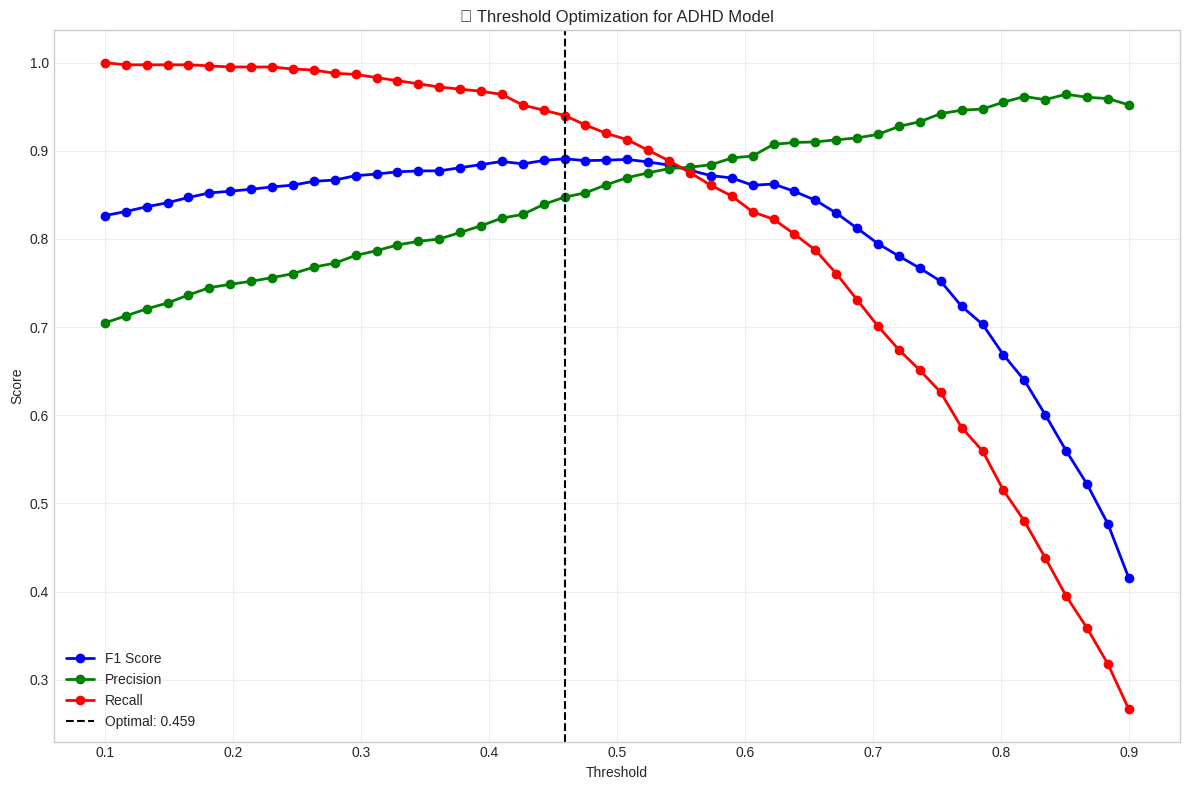 Threshold Optimization for ADHD Model
Score
1.0
0.9
0.8
0.7
0.6
0.5
0.4
0.3
F1 Score
Precision
Recall
Optimal: 0.459
0.1 0.2 0.3 0.4 0.5 0.6 0.7 0.8 0.9
Threshold